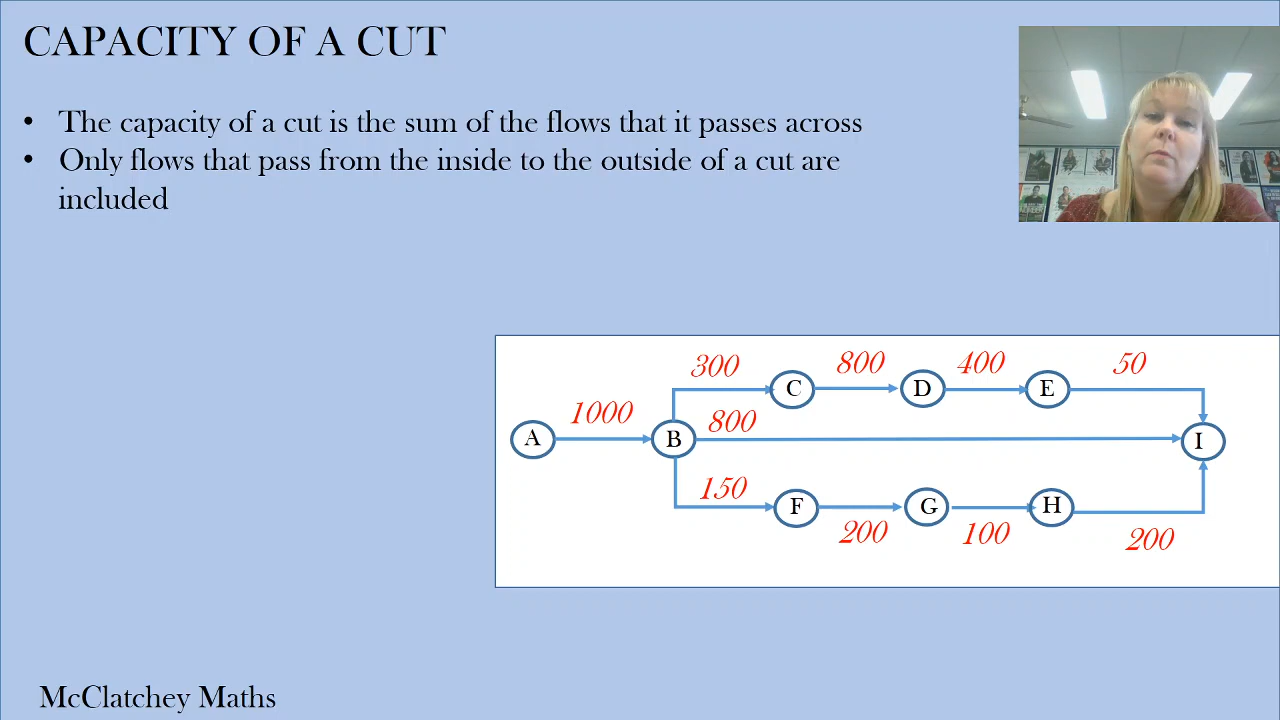 CAPACITY OF A CUT
• The capacity of a cut is the sum of the flows that it passes across
• Only flows that pass from the inside to the outside of a cut are
included
300
800
400
50
1000
800
C
D
E
A
B
I
150
F
G
H
200
100
200
McClatchey Maths